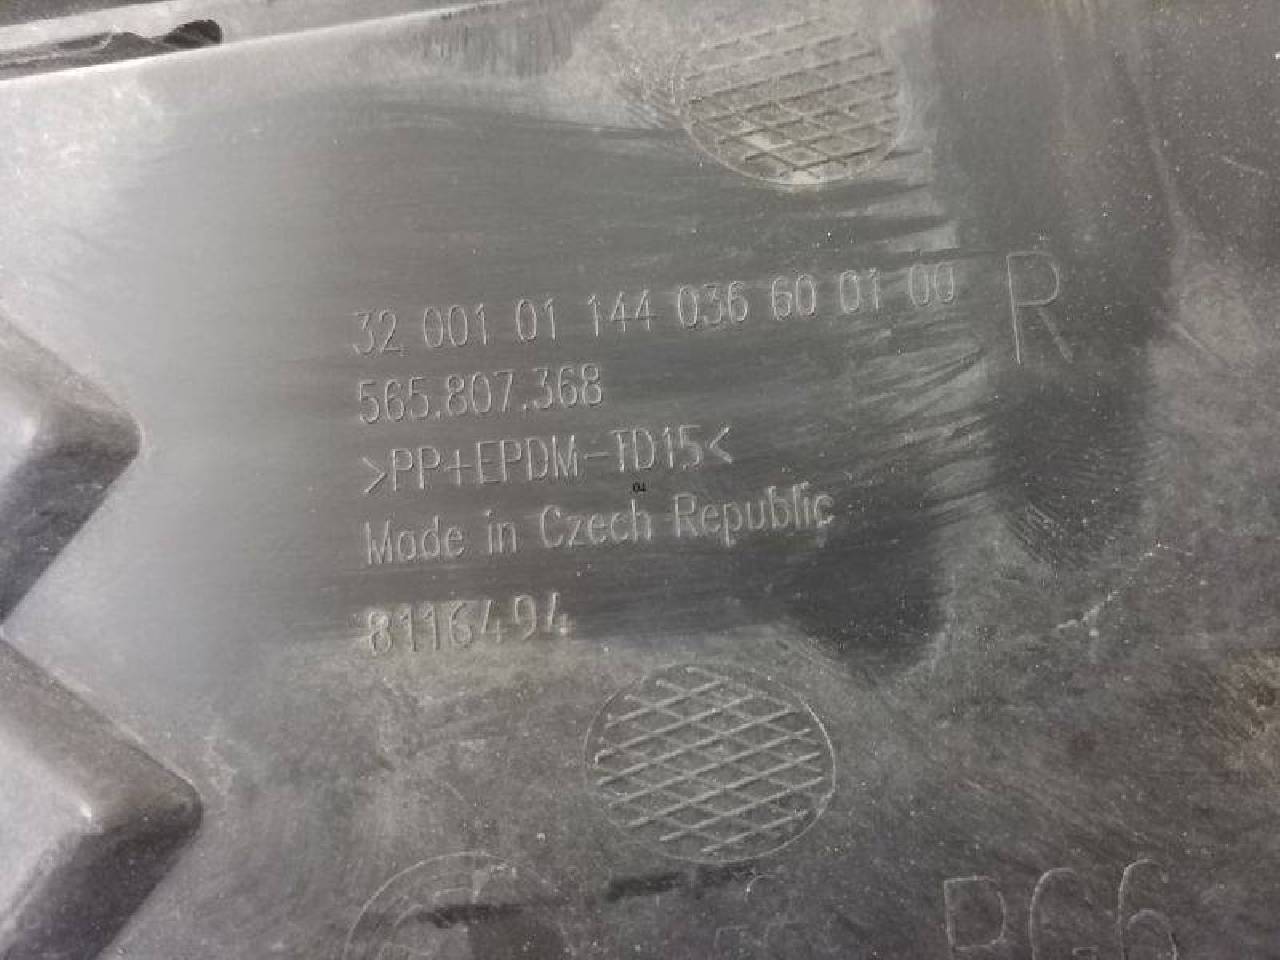 32 001 01 144 036 60 01 00 R
565.807.368
>PP+EPDM-TD15<
04
Made in Czech Republic
8116494